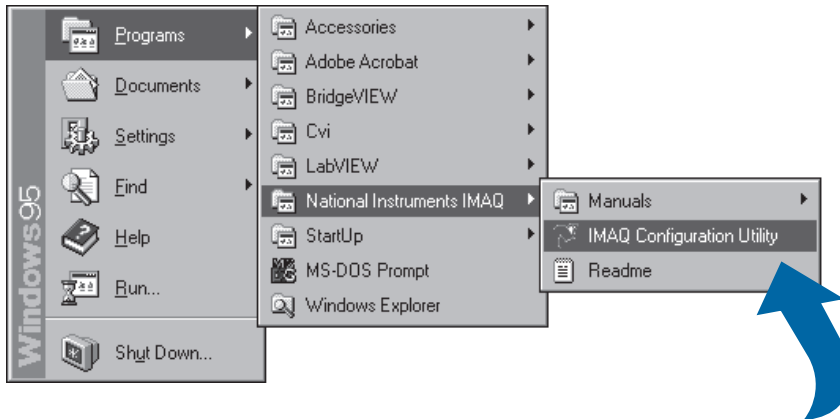 Windows95
Programs
Documents
Settings
Find
Help
Run...
Shut Down...
Accessories
Adobe Acrobat
BridgeVIEW
Cvi
LabVIEW
National Instruments IMAQ
StartUp
MS-DOS Prompt
Windows Explorer
Manuals
IMAQ Configuration Utility
Readme